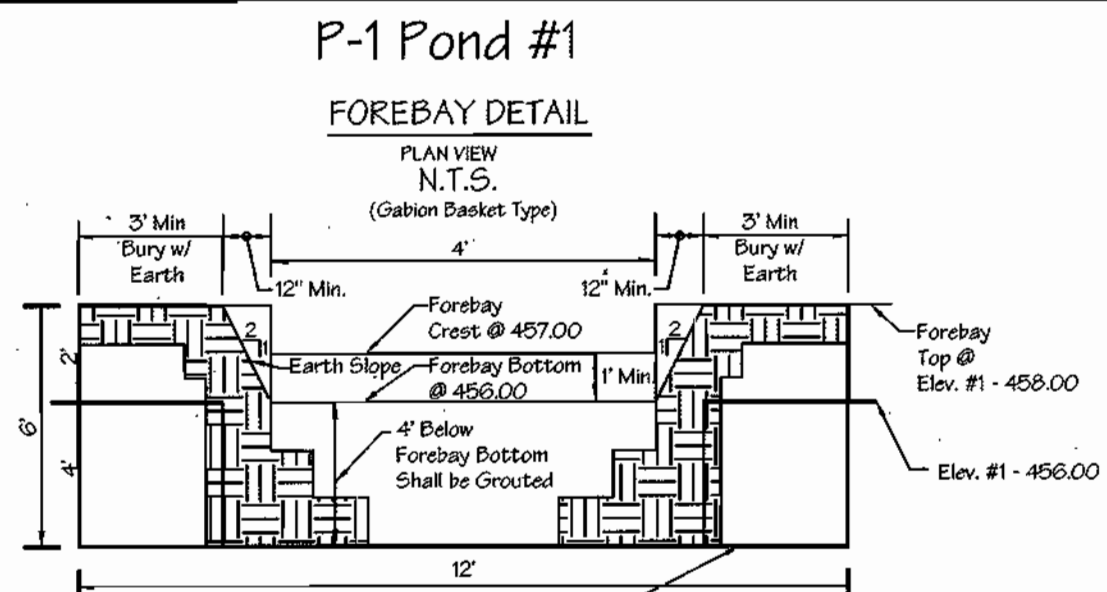 P-1 Pond #1
FOREBAY DETAIL
PLAN VIEW
N.T.S.
(Gabion Basket Type)
3' Min
Bury w/
Earth
12" Min.
4'
12" Min.
3' Min
Bury w/
Earth
Forebay
Crest @ 457.00
2
1
Earth Slope
Forebay Bottom
@ 456.00
1' Min
2
1
Forebay
Top @
Elev. #1 - 458.00
2'
6'
4'
4' Below
Forebay Bottom
Shall be Grouted
Elev. #1 - 456.00
12'